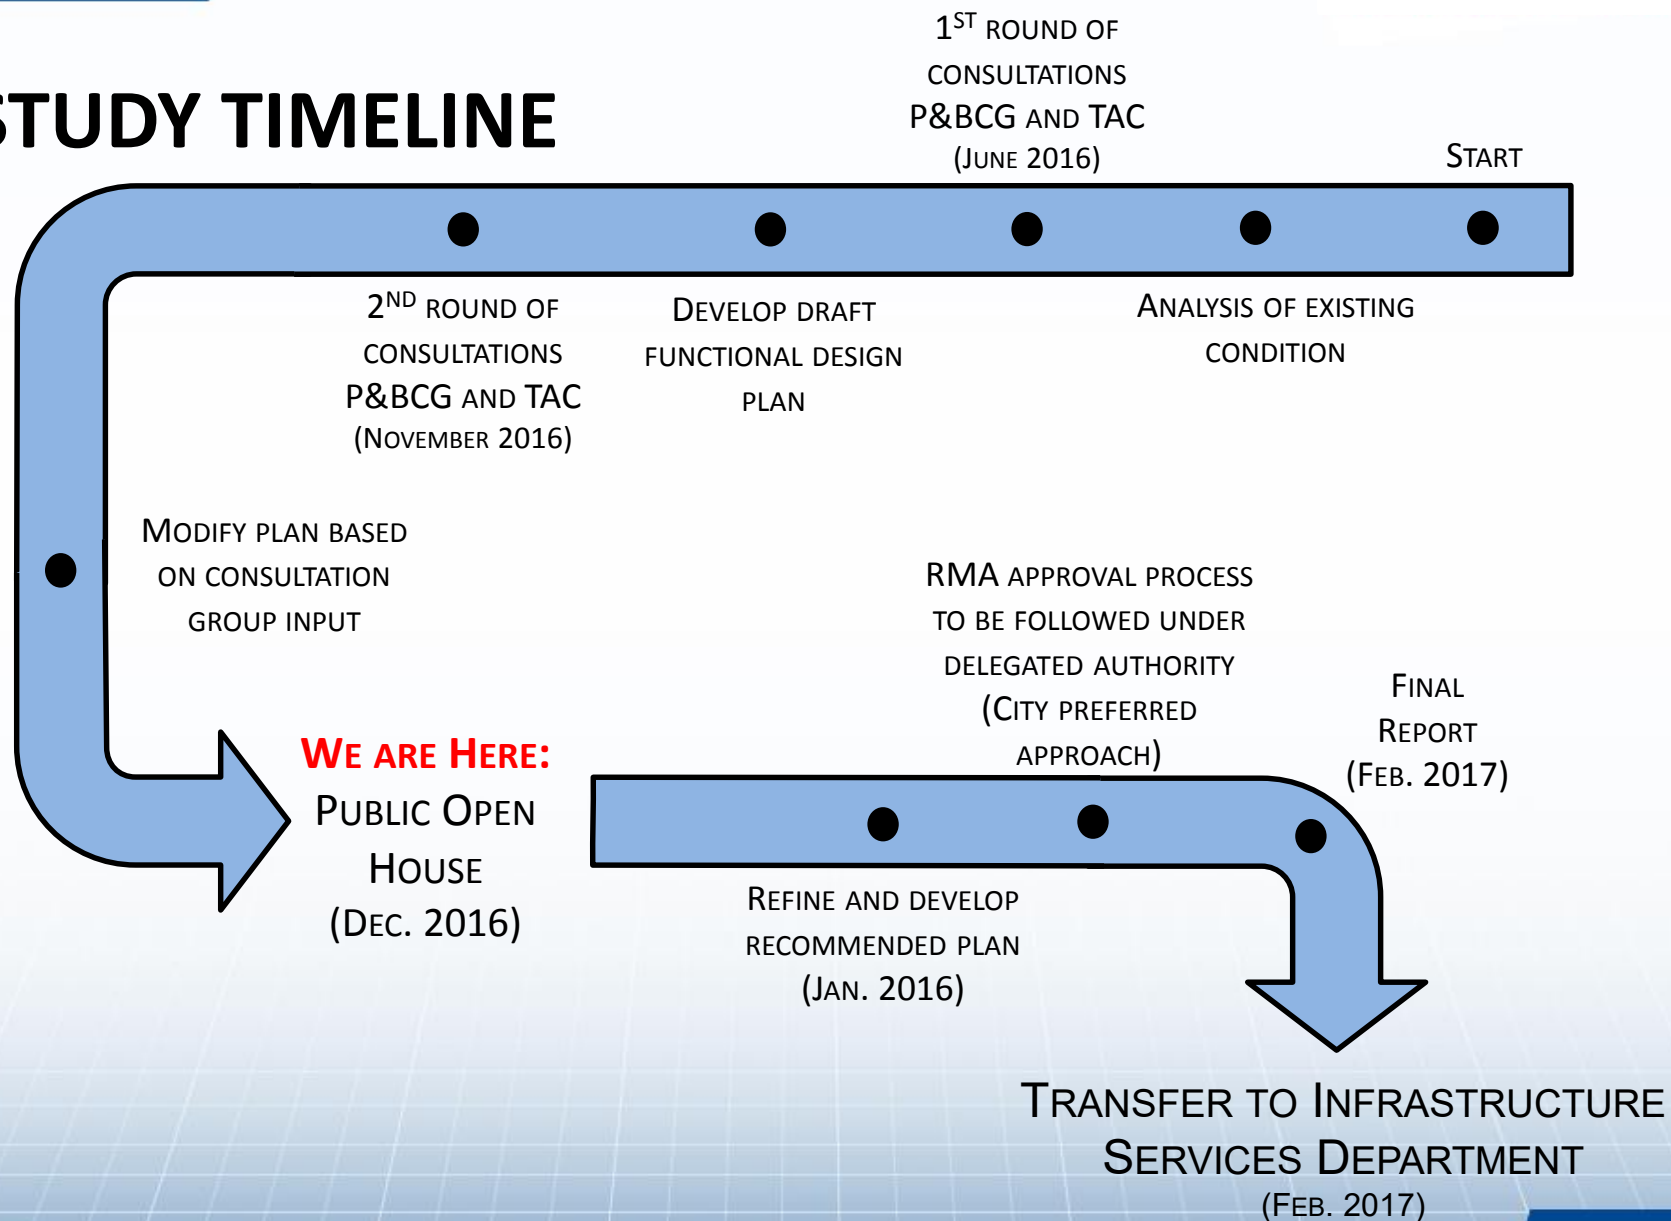 STUDY TIMELINE
1ST ROUND OF
CONSULTATIONS
P&BCG AND TAC
(JUNE 2016)
START
2ND ROUND OF
CONSULTATIONS
P&BCG AND TAC
(NOVEMBER 2016)
DEVELOP DRAFT
FUNCTIONAL DESIGN
PLAN
ANALYSIS OF EXISTING
CONDITION
MODIFY PLAN BASED
ON CONSULTATION
GROUP INPUT
WE ARE HERE:
PUBLIC OPEN
HOUSE
(DEC. 2016)
RMA APPROVAL PROCESS
TO BE FOLLOWED UNDER
DELEGATED AUTHORITY
(CITY PREFERRED
APPROACH)
FINAL
REPORT
(FEB. 2017)
REFINE AND DEVELOP
RECOMMENDED PLAN
(JAN. 2016)
TRANSFER TO INFRASTRUCTURE
SERVICES DEPARTMENT
(FEB. 2017)